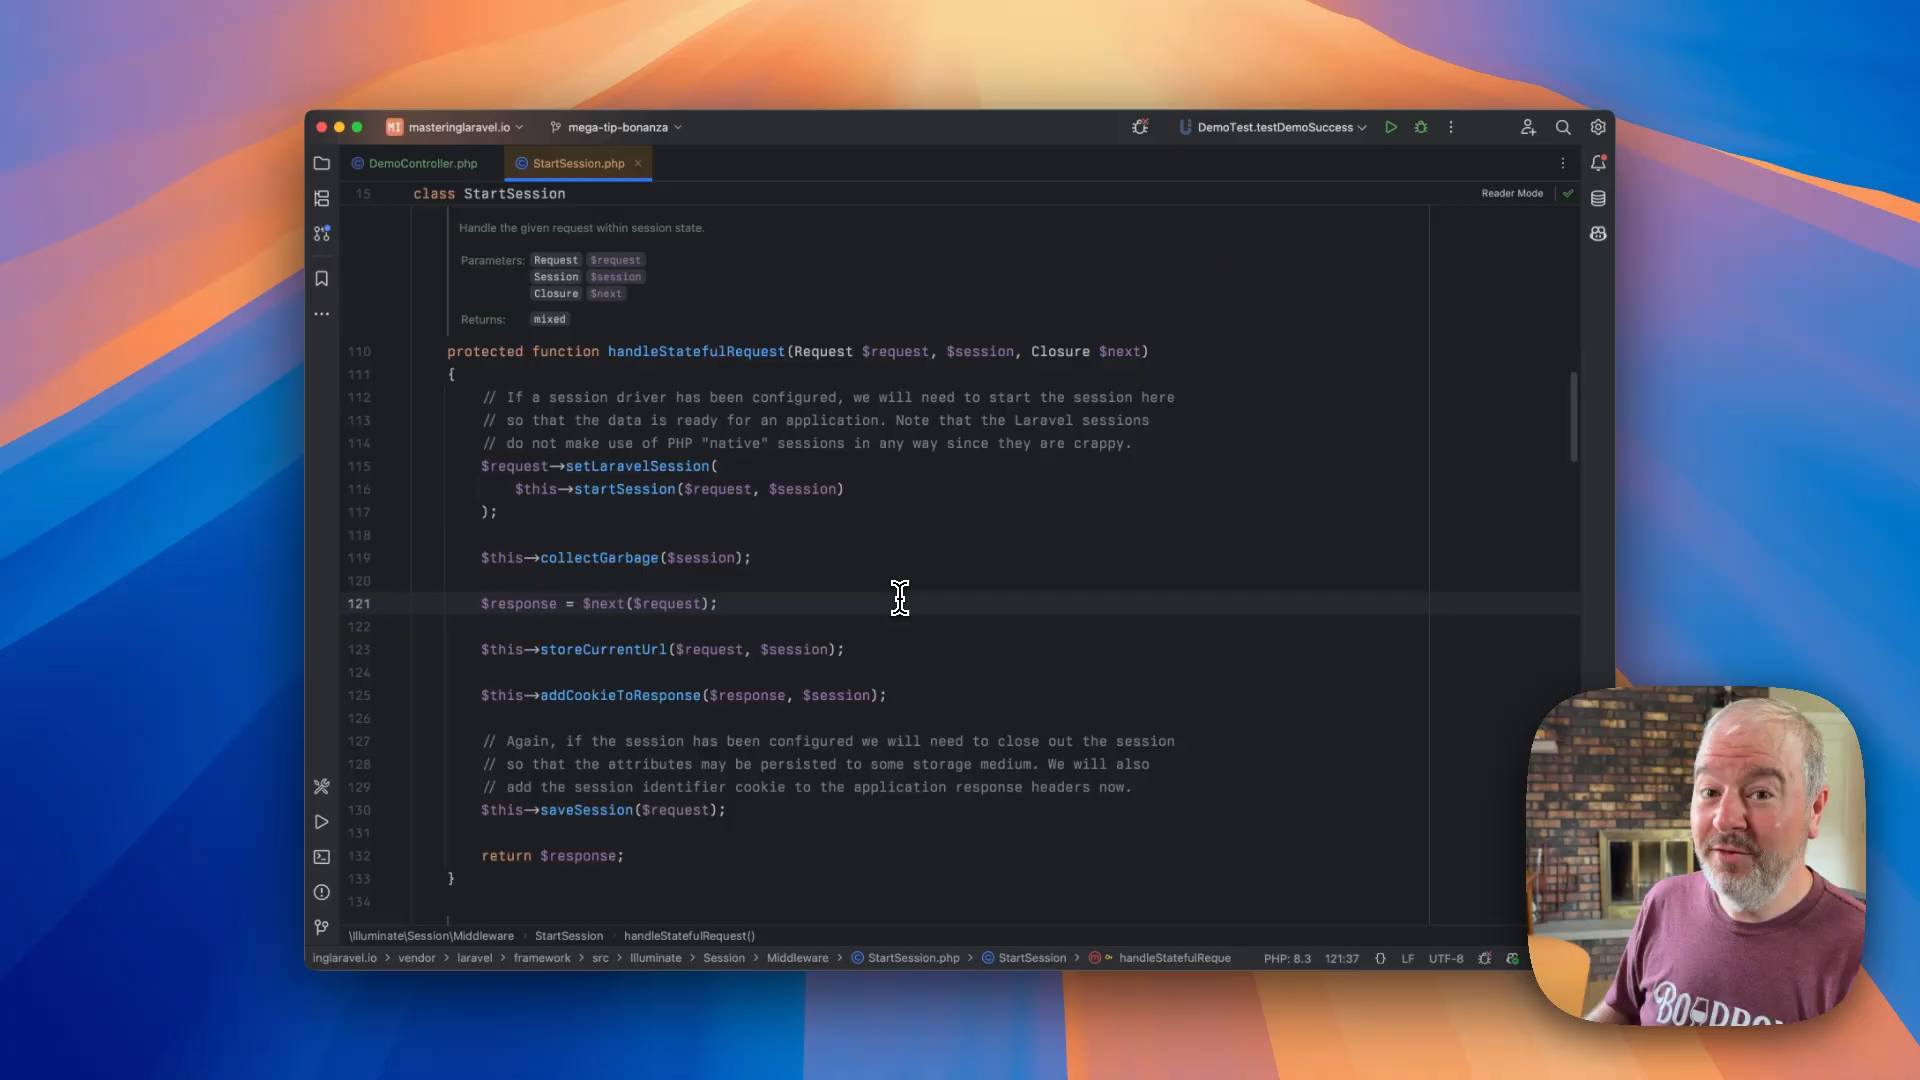 MI masteringlaravel.io
mega-tip-bonanza
DemoTest.testDemoSuccess
DemoController.php
StartSession.php
15 class StartSession
Reader Mode
Handle the given request within session state.
Parameters: Request $request
Session $session
Closure $next
Returns: mixed
110 protected function handleStatefulRequest(Request $request, $session, Closure $next)
111 {
112 // If a session driver has been configured, we will need to start the session here
113 // so that the data is ready for an application. Note that the Laravel sessions
114 // do not make use of PHP "native" sessions in any way since they are crappy.
115 $request→setLaravelSession(
116 $this→startSession($request, $session)
117 );
118
119 $this→collectGarbage($session);
120
121 $response = $next($request);
122
123 $this→storeCurrentUrl($request, $session);
124
125 $this→addCookieToResponse($response, $session);
126
127 // Again, if the session has been configured we will need to close out the session
128 // so that the attributes may be persisted to some storage medium. We will also
129 // add the session identifier cookie to the application response headers now.
130 $this→saveSession($request);
131
132 return $response;
133 }
134
\Illuminate\Session\Middleware › StartSession › handleStatefulRequest()
inglaravel.io > vendor > laravel > framework > src > Illuminate > Session > Middleware > StartSession.php > StartSession > handleStatefulReque
PHP: 8.3 121:37 {} LF UTF-8